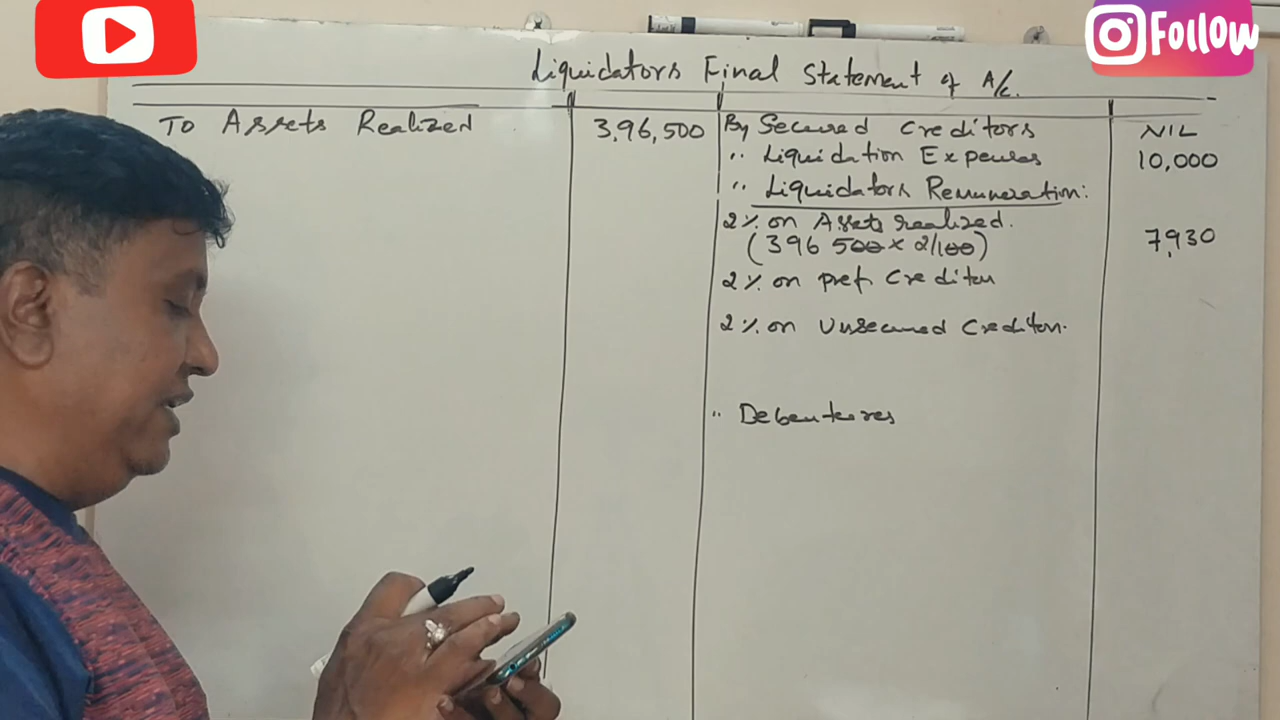 Follow
Liquidators Final Statement of A/c.
To Assets Realized 3,96,500 By Secured Creditors NIL
" Liquidation Expenses 10,000
" Liquidators Remuneration:
2% on Assets realized.
(396 500 x 2/100) 7,930
2% on pref. Creditors
2% on Unsecured Creditors.
" Debentures